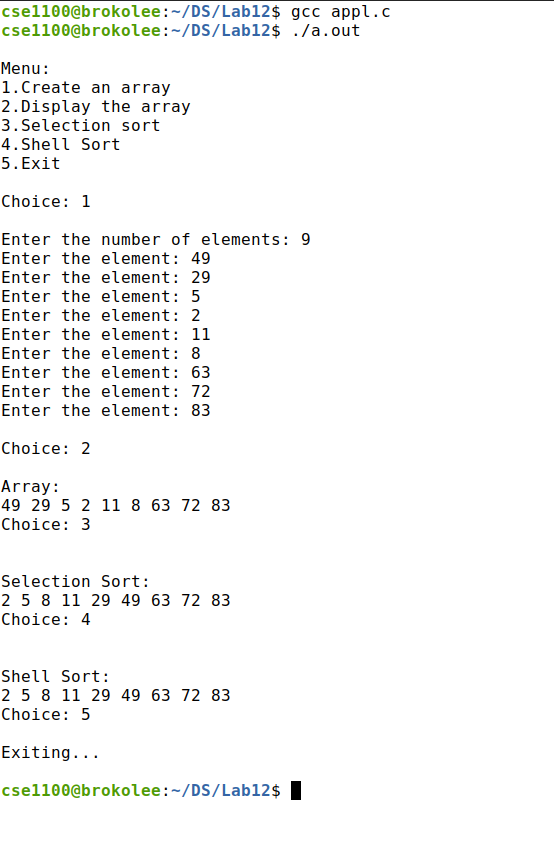 cse1100@brokolee:~/DS/Lab12$ gcc appl.c
cse1100@brokolee:~/DS/Lab12$ ./a.out
Menu:
1.Create an array
2.Display the array
3.Selection sort
4.Shell Sort
5.Exit
Choice: 1
Enter the number of elements: 9
Enter the element: 49
Enter the element: 29
Enter the element: 5
Enter the element: 2
Enter the element: 11
Enter the element: 8
Enter the element: 63
Enter the element: 72
Enter the element: 83
Choice: 2
Array:
49 29 5 2 11 8 63 72 83
Choice: 3
Selection Sort:
2 5 8 11 29 49 63 72 83
Choice: 4
Shell Sort:
2 5 8 11 29 49 63 72 83
Choice: 5
Exiting...
cse1100@brokolee:~/DS/Lab12$